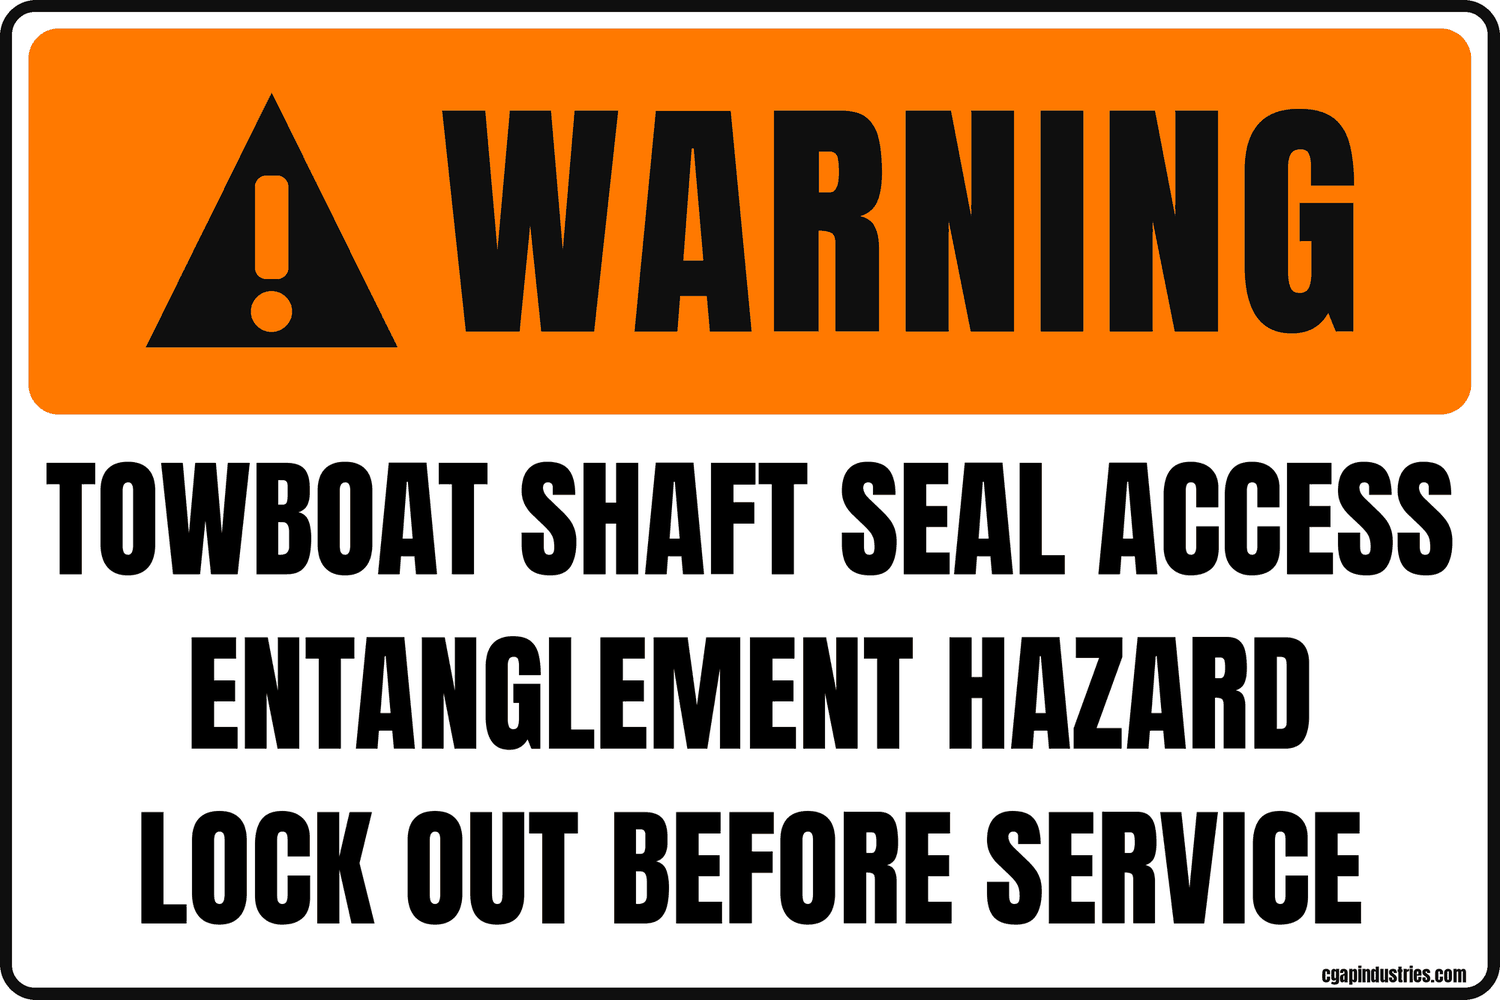 WARNING
TOWBOAT SHAFT SEAL ACCESS
ENTANGLEMENT HAZARD
LOCK OUT BEFORE SERVICE
cgapindustries.com